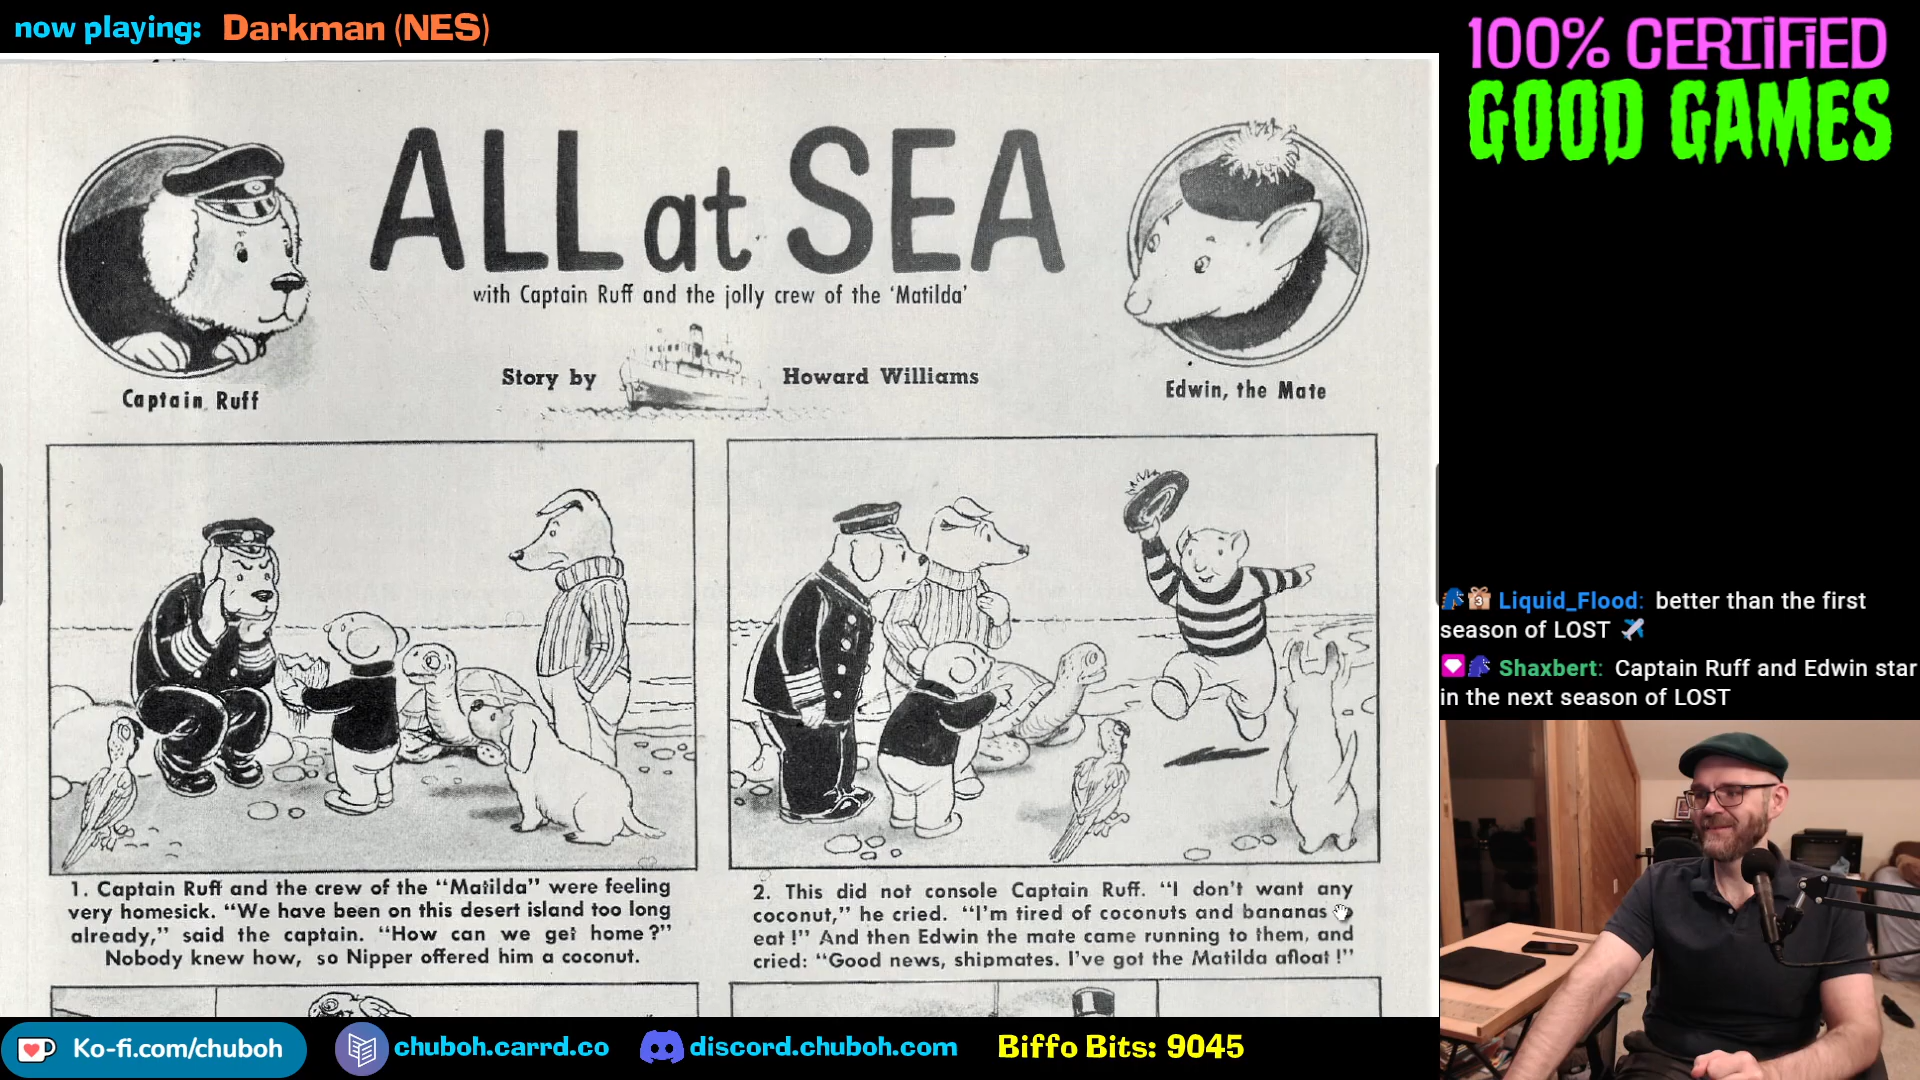 now playing: Darkman (NES)
100% CERTIFIED
GOOD GAMES
ALL at SEA
with Captain Ruff and the jolly crew of the 'Matilda'
Story by Howard Williams
Captain Ruff
Edwin, the Mate
1. Captain Ruff and the crew of the "Matilda" were feeling
very homesick. "We have been on this desert island too long
already," said the captain. "How can we get home?"
Nobody knew how, so Nipper offered him a coconut.
2. This did not console Captain Ruff. "I don't want any
coconut," he cried. "I'm tired of coconuts and bananas
eat!" And then Edwin the mate came running to them, and
cried: "Good news, shipmates. I've got the Matilda afloat!"
3 Liquid_Flood: better than the first
season of LOST
Shaxbert: Captain Ruff and Edwin star
in the next season of LOST
Ko-fi.com/chuboh
chuboh.carrd.co
discord.chuboh.com
Biffo Bits: 9045